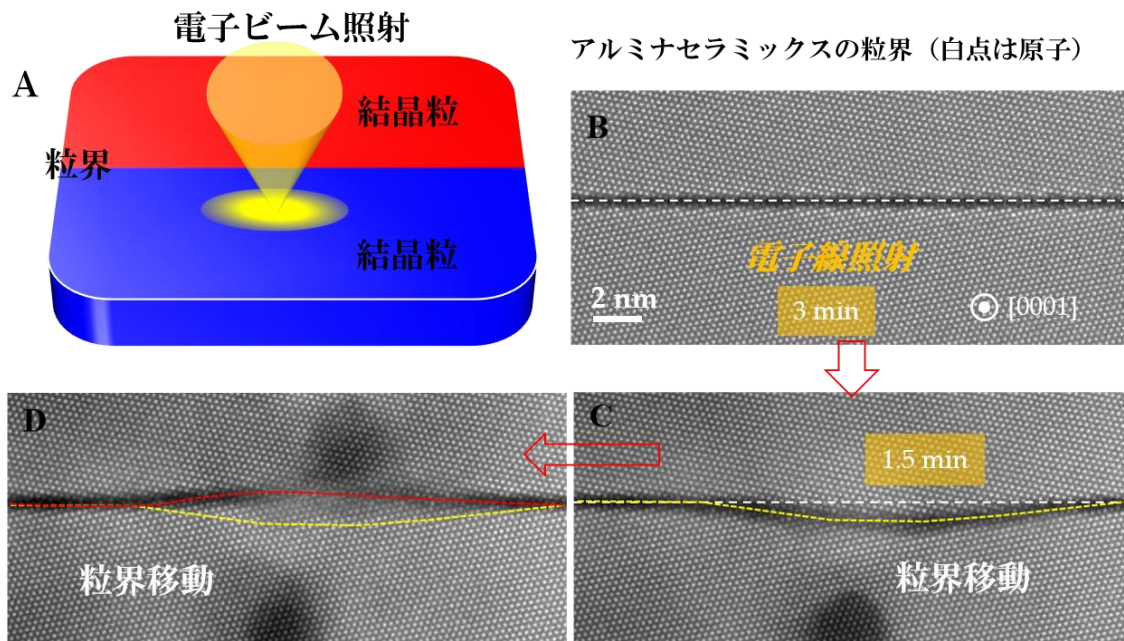 電子ビーム照射
A
結晶粒
粒界
結晶粒
アルミナセラミックスの粒界（白点は原子）
B
電子線照射
2 nm
3 min
[0001]
D
粒界移動
C
1.5 min
粒界移動